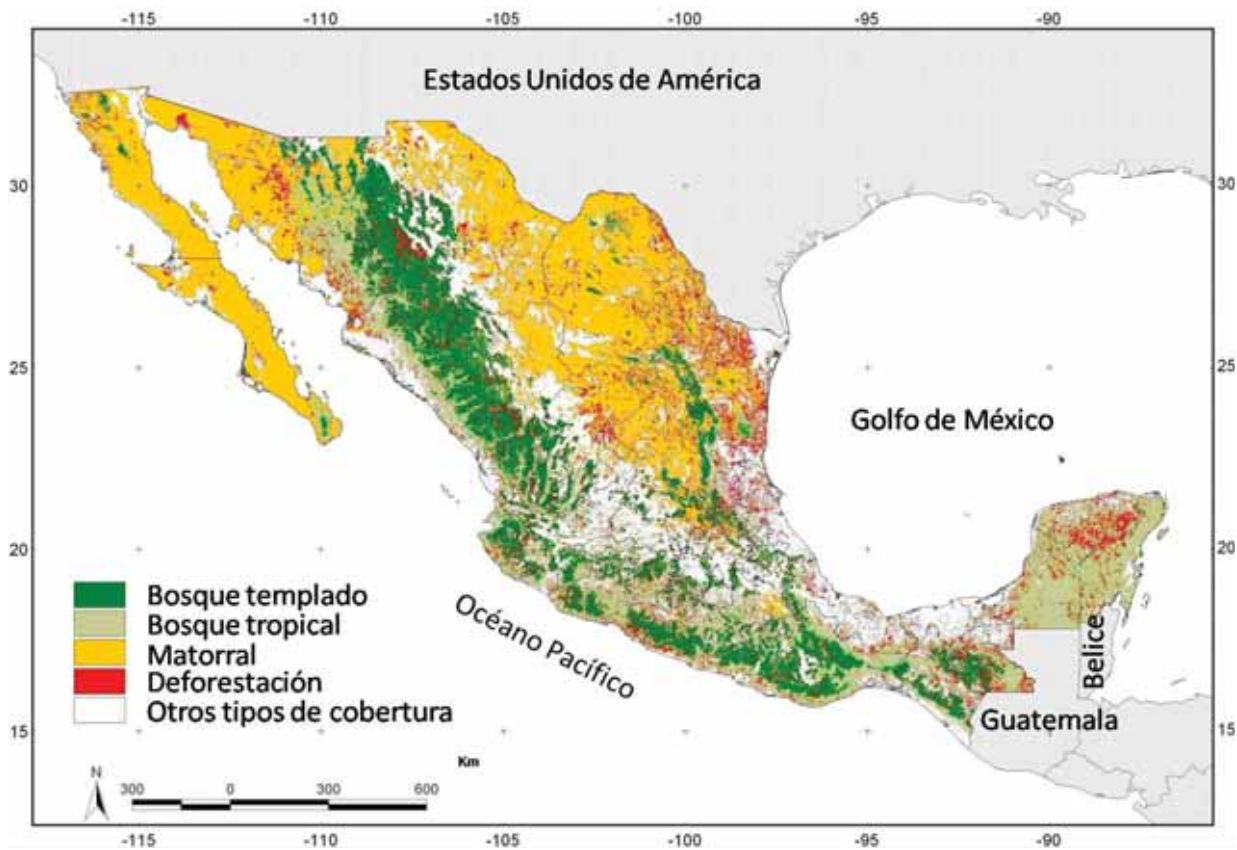 -115 -110 -105 -100 -95 -90
Estados Unidos de América
30 30
25 25
Golfo de México
20 20
Bosque templado
Bosque tropical
Matorral
Deforestación
Otros tipos de cobertura
Océano Pacífico
Belice
Guatemala
15 15
Km
N
300 0 300 600
-115 -110 -105 -100 -95 -90